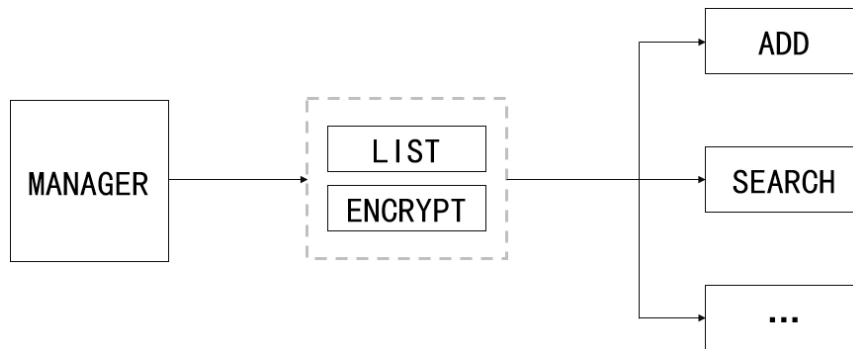 MANAGER
LIST
ENCRYPT
ADD
SEARCH
...